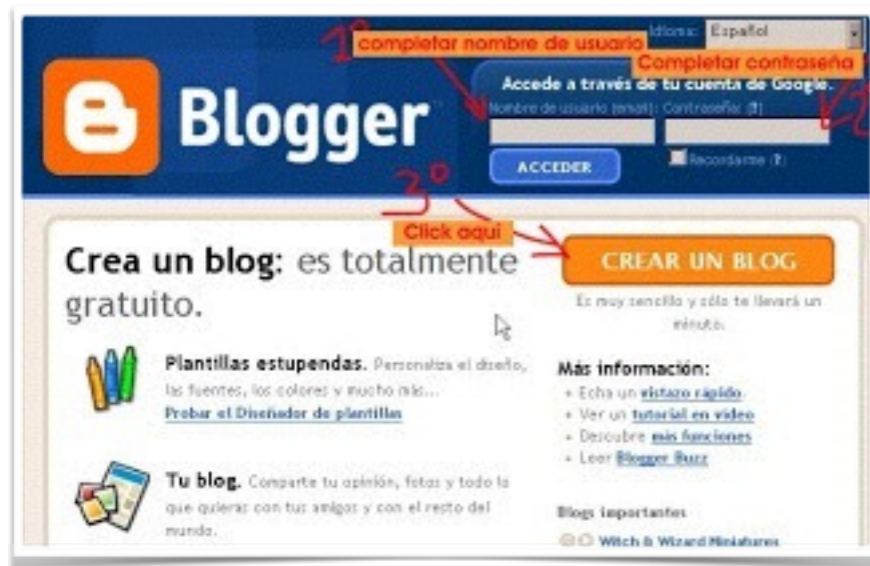 Idioma: Español
1º completar nombre de usuario
Completar contraseña
2
Accede a través de tu cuenta de Google.
Nombre de usuario (email): Contraseña: (?)
Blogger
ACCEDER
Recordarme (?)
3º
Click aqui
Crea un blog: es totalmente
gratuito.
CREAR UN BLOG
Es muy sencillo y sólo te llevará un
minuto.
Plantillas estupendas. Personaliza el diseño,
las fuentes, los colores y mucho más...
Probar el Diseñador de plantillas
Más información:
Echa un vistazo rápido.
Ver un tutorial en video
Descubre más funciones
Leer Blogger Buzz
Tu blog. Comparte tu opinión, fotos y todo lo
que quieras con tus amigos y con el resto del
mundo.
Blogs importantes
Witch & Wizard Miniatures